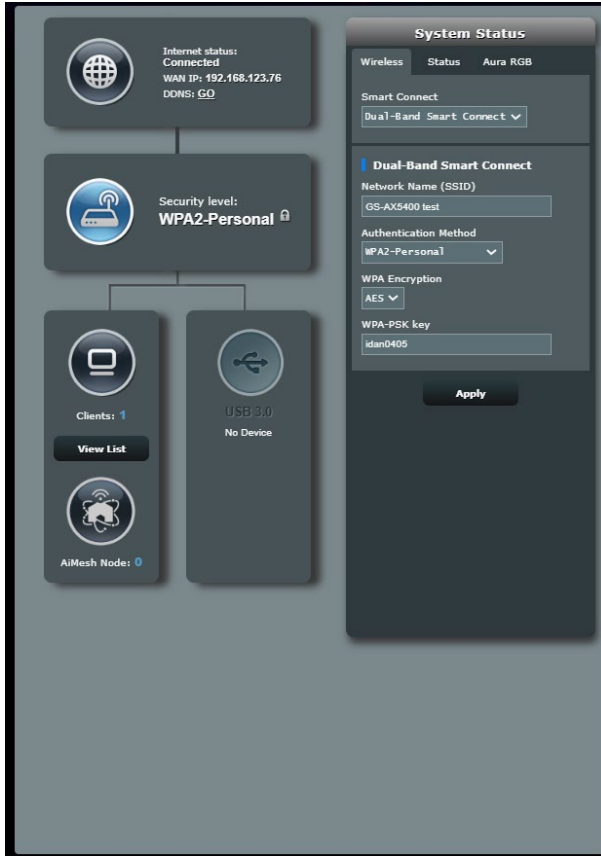 Internet status:
Connected
WAN IP: 192.168.123.76
DDNS: GO
Security level:
WPA2-Personal
Clients: 1
View List
AiMesh Node: 0
USB 3.0
No Device
System Status
Wireless Status Aura RGB
Smart Connect
Dual-Band Smart Connect
Dual-Band Smart Connect
Network Name (SSID)
GS-AX5400 test
Authentication Method
WPA2-Personal
WPA Encryption
AES
WPA-PSK key
idan0405
Apply